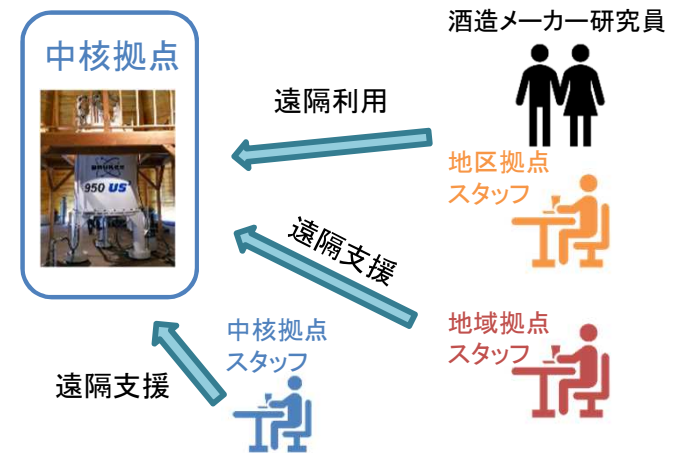 酒造メーカー研究員
中核拠点
遠隔利用
BRUKER
950 US²
地区拠点
スタッフ
遠隔支援
地域拠点
スタッフ
中核拠点
スタッフ
遠隔支援